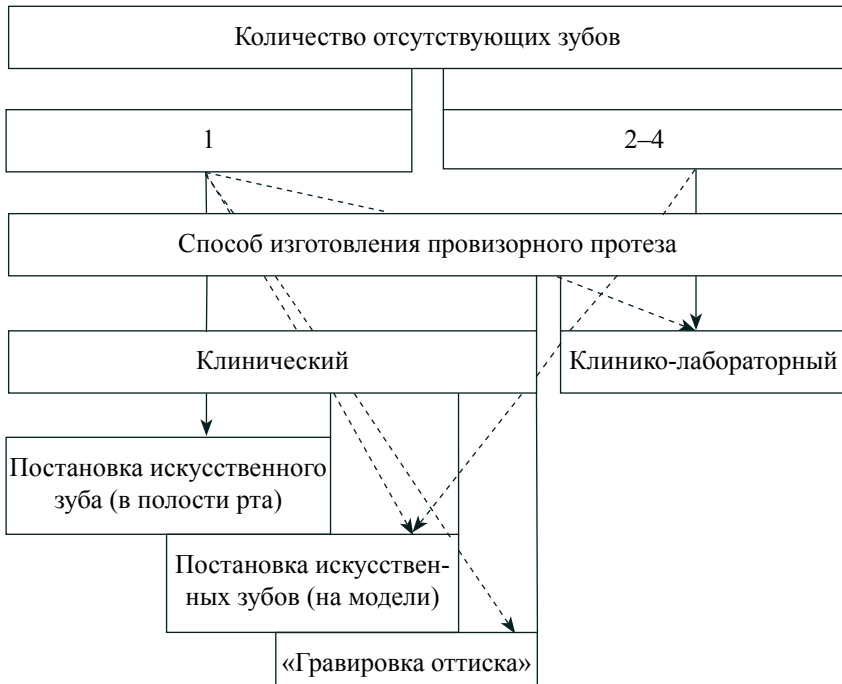 Количество отсутствующих зубов
1
2–4
Способ изготовления провизорного протеза
Клинический
Клинико-лабораторный
Постановка искусственного
зуба (в полости рта)
Постановка искусствен-
ных зубов (на модели)
«Гравировка оттиска»